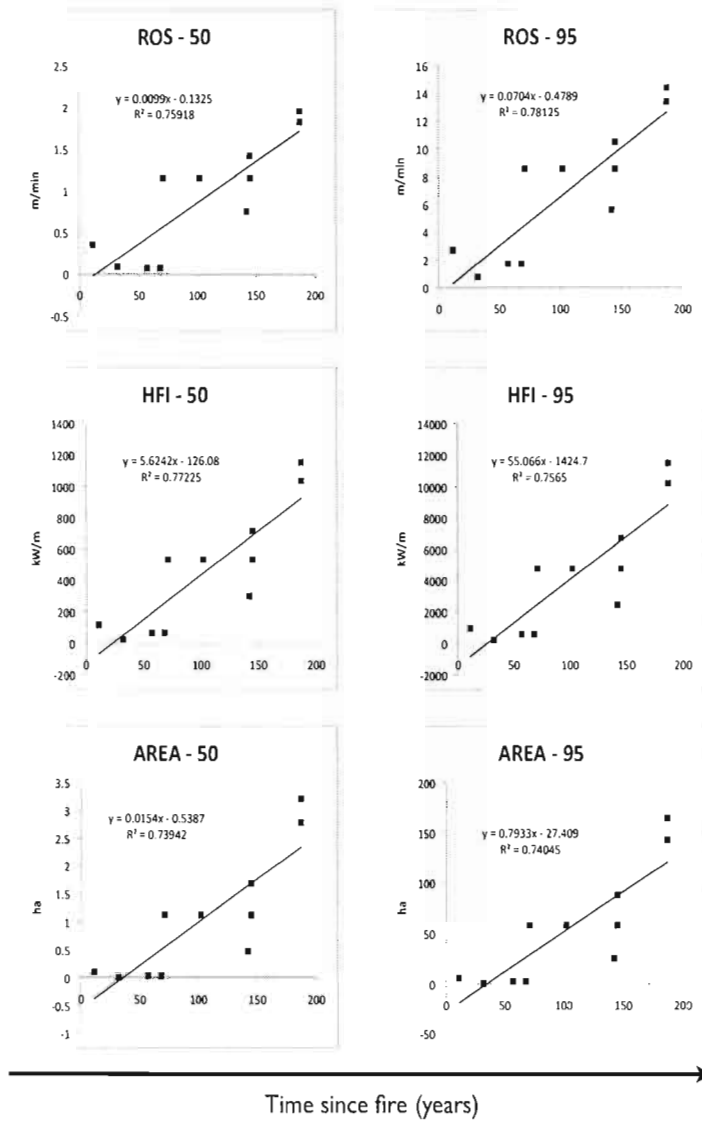 ROS - 50
2.5
2
1.5
1
0.5
0
-0.5
m/min
y = 0.0099x - 0.1325
R² = 0.75918
0 50 100 150 200
ROS - 95
16
14
12
10
8
6
4
2
0
m/min
y = 0.0704x - 0.4789
R² = 0.78125
0 50 100 150 200
HFI - 50
1400
1200
1000
800
600
400
200
0
-200
kW/m
y = 5.6242x - 126.08
R² = 0.77225
0 50 100 150 200
HFI - 95
14000
12000
10000
8000
6000
4000
2000
0
-2000
kW/m
y = 55.066x - 1424.7
R² = 0.7565
0 50 100 150 200
AREA - 50
3.5
3
2.5
2
1.5
1
0.5
0
-0.5
-1
ha
y = 0.0154x - 0.5387
R² = 0.73942
0 50 100 150 200
AREA - 95
200
150
100
50
0
-50
ha
y = 0.7933x - 27.409
R² = 0.74045
0 50 100 150 200
Time since fire (years)